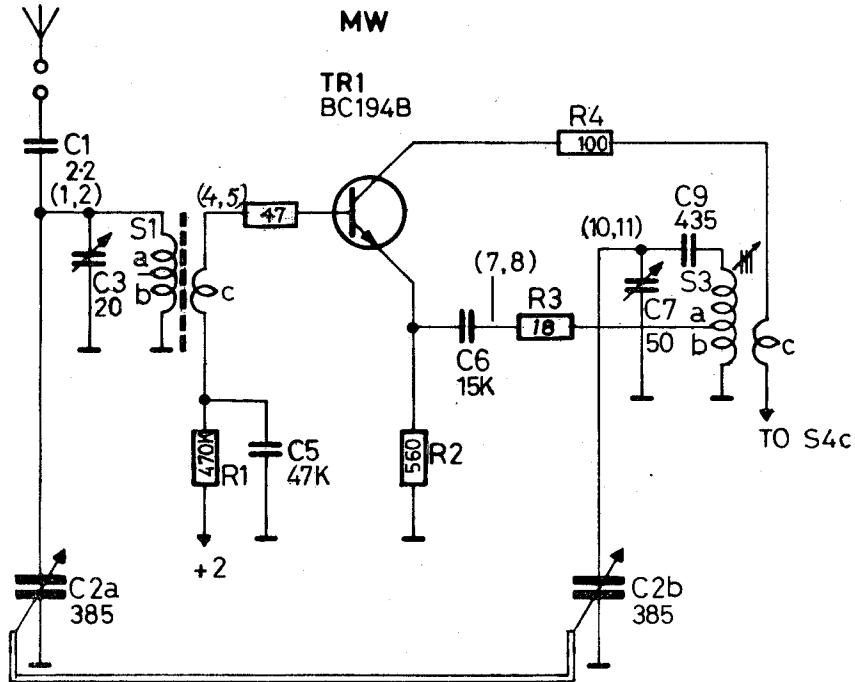 MW
TR1
BC194B
R4
100
C1
2·2
(1,2)
(4,5)
47
C9
435
(10,11)
S1
a
b
c
C3
20
(7,8)
R3
18
S3
a
b
c
C7
50
C6
15K
TO S4c
470K
R1
C5
47K
560
R2
+2
C2a
385
C2b
385